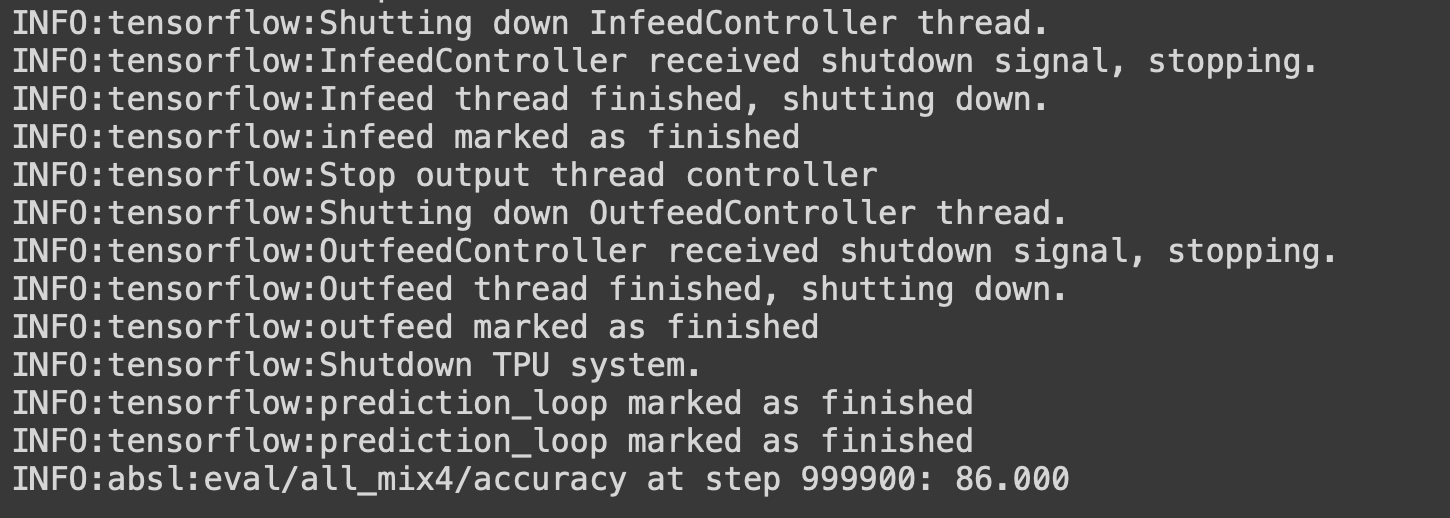 INFO:tensorflow:Shutting down InfeedController thread.
INFO:tensorflow:InfeedController received shutdown signal, stopping.
INFO:tensorflow:Infeed thread finished, shutting down.
INFO:tensorflow:infeed marked as finished
INFO:tensorflow:Stop output thread controller
INFO:tensorflow:Shutting down OutfeedController thread.
INFO:tensorflow:OutfeedController received shutdown signal, stopping.
INFO:tensorflow:Outfeed thread finished, shutting down.
INFO:tensorflow:outfeed marked as finished
INFO:tensorflow:Shutdown TPU system.
INFO:tensorflow:prediction_loop marked as finished
INFO:tensorflow:prediction_loop marked as finished
INFO:absl:eval/all_mix4/accuracy at step 999900: 86.000